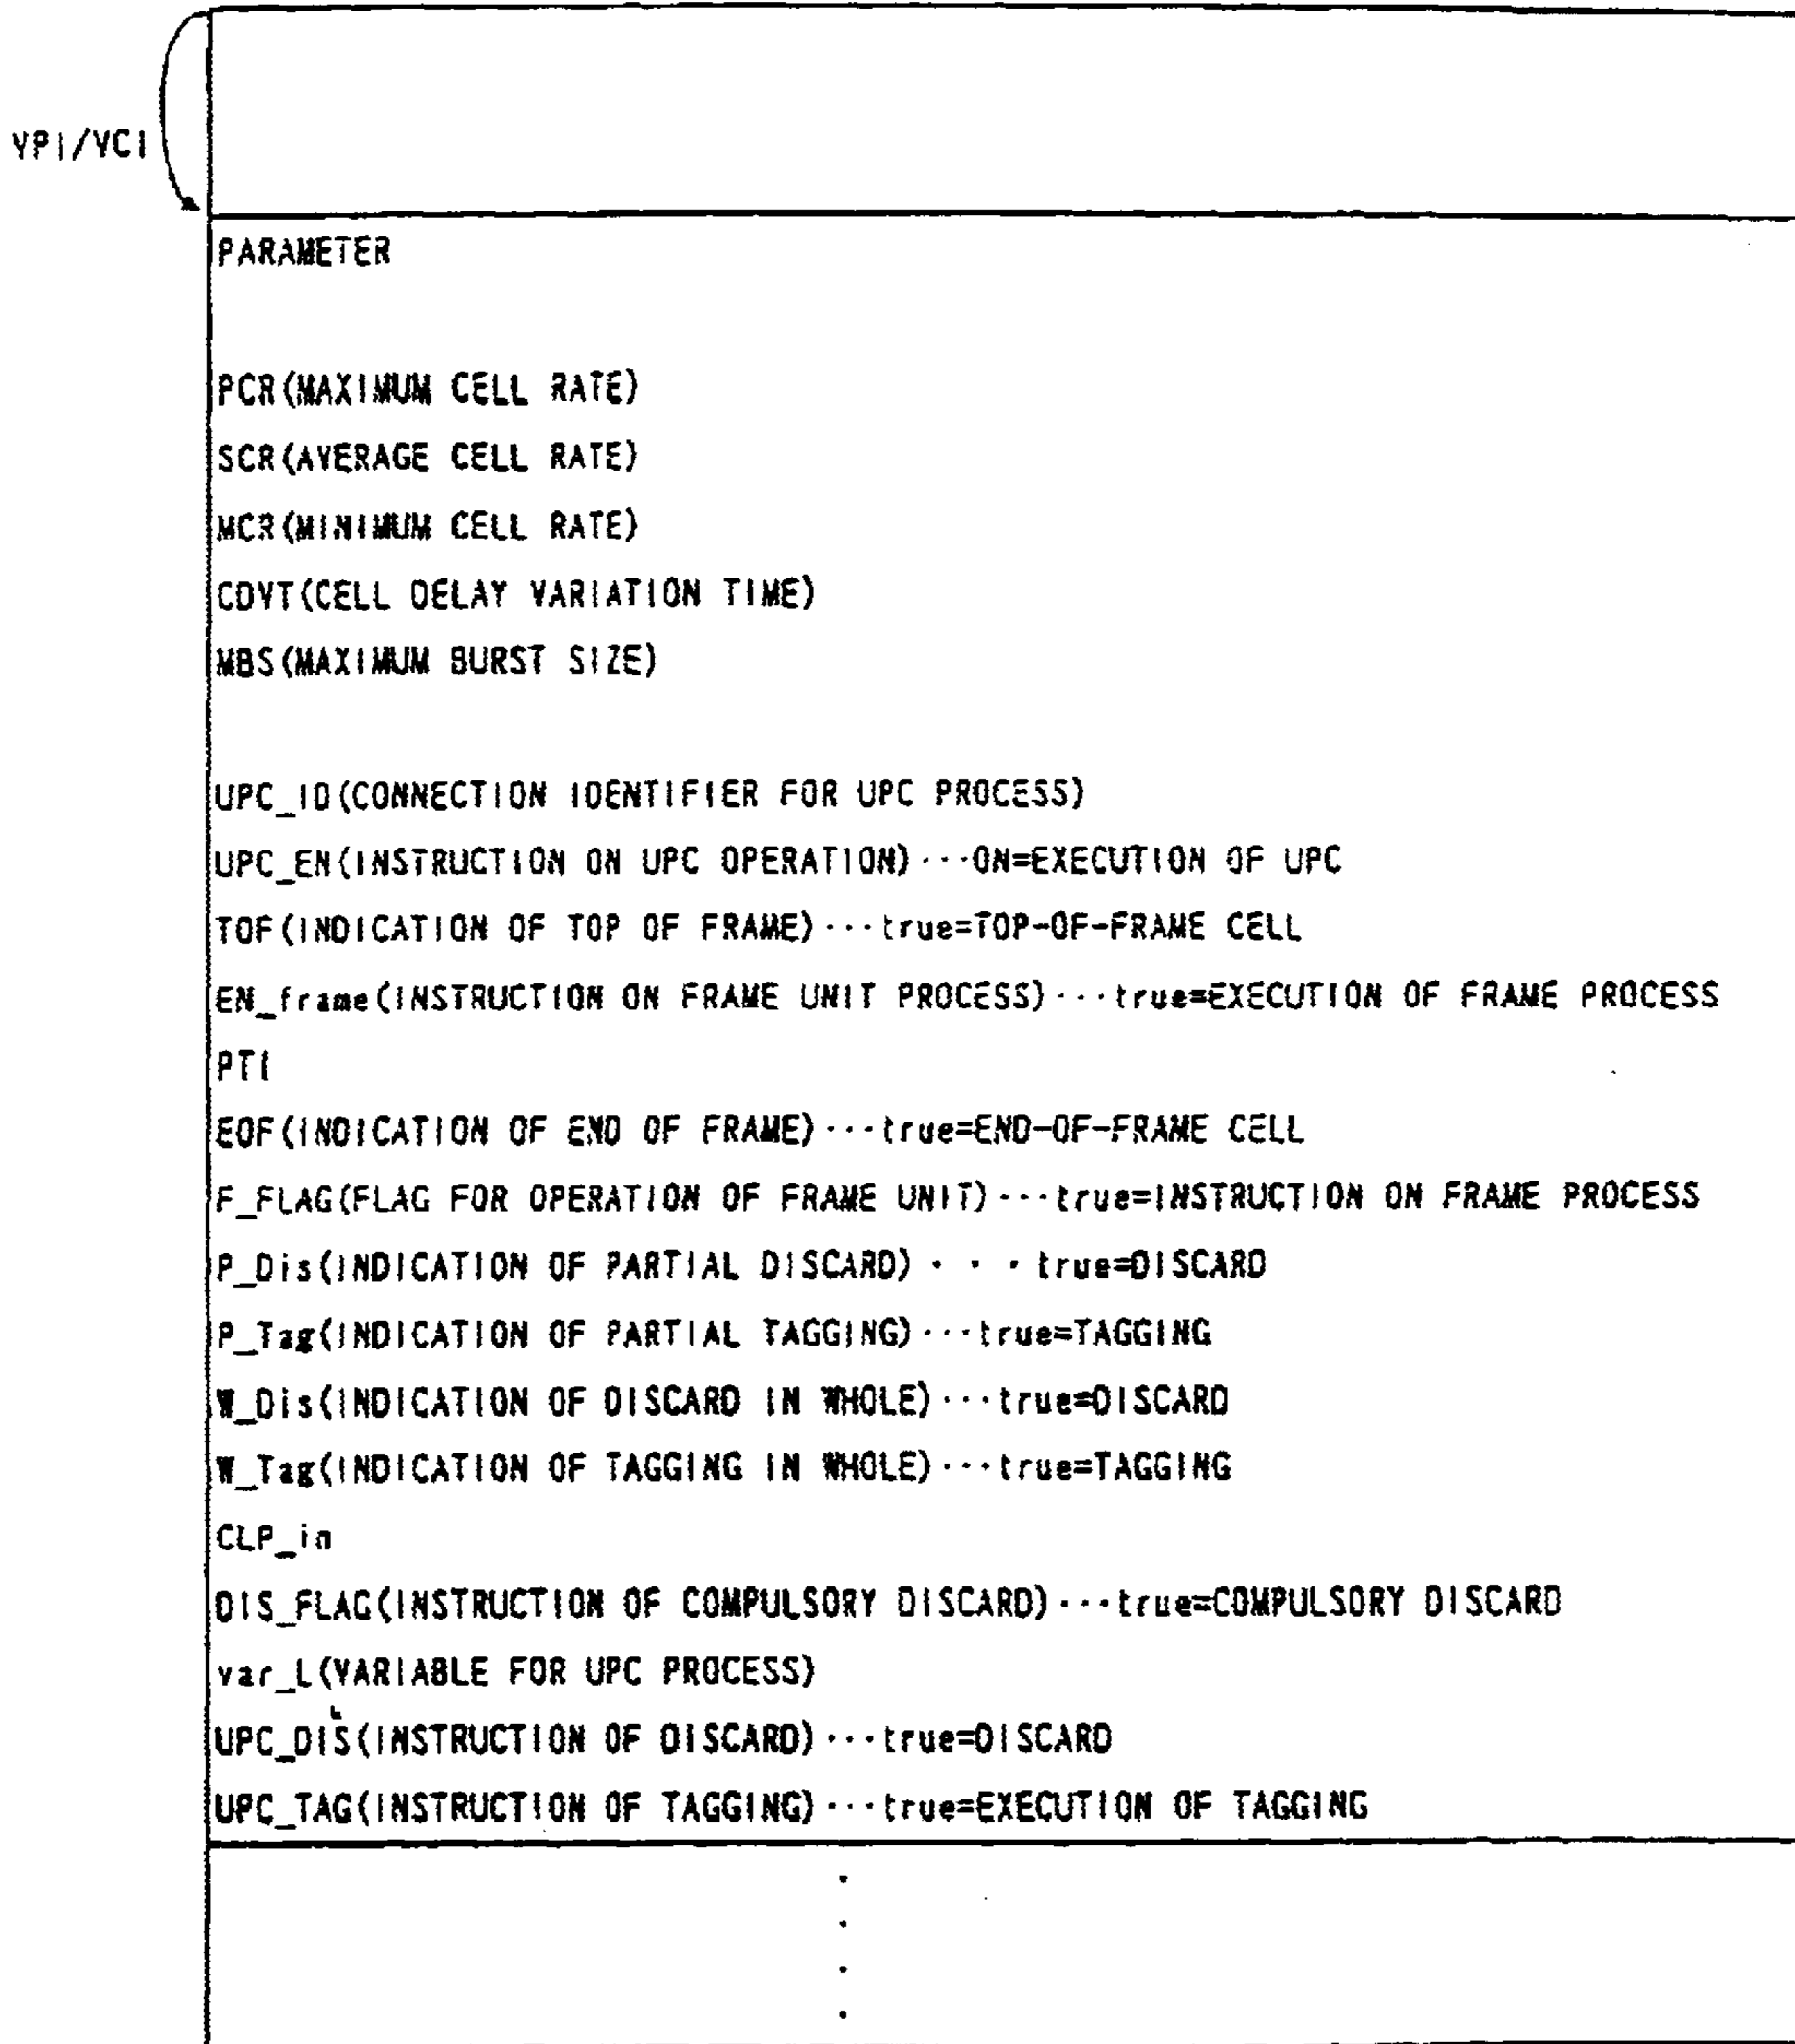 VPI/VCI
PARAMETER
PCR(MAXIMUM CELL RATE)
SCR(AVERAGE CELL RATE)
MCR(MINIMUM CELL RATE)
CDVT(CELL DELAY VARIATION TIME)
MBS(MAXIMUM BURST SIZE)
UPC_ID(CONNECTION IDENTIFIER FOR UPC PROCESS)
UPC_EN(INSTRUCTION ON UPC OPERATION)···ON=EXECUTION OF UPC
TOF(INDICATION OF TOP OF FRAME)···true=TOP-OF-FRAME CELL
EN_frame(INSTRUCTION ON FRAME UNIT PROCESS)···true=EXECUTION OF FRAME PROCESS
PTI
EOF(INDICATION OF END OF FRAME)···true=END-OF-FRAME CELL
F_FLAG(FLAG FOR OPERATION OF FRAME UNIT)···true=INSTRUCTION ON FRAME PROCESS
P_Dis(INDICATION OF PARTIAL DISCARD)· · · true=DISCARD
P_Tag(INDICATION OF PARTIAL TAGGING)···true=TAGGING
W_Dis(INDICATION OF DISCARD IN WHOLE)···true=DISCARD
W_Tag(INDICATION OF TAGGING IN WHOLE)···true=TAGGING
CLP_in
DIS_FLAG(INSTRUCTION OF COMPULSORY DISCARD)···true=COMPULSORY DISCARD
var_L(VARIABLE FOR UPC PROCESS)
UPC_DIS(INSTRUCTION OF DISCARD)···true=DISCARD
UPC_TAG(INSTRUCTION OF TAGGING)···true=EXECUTION OF TAGGING